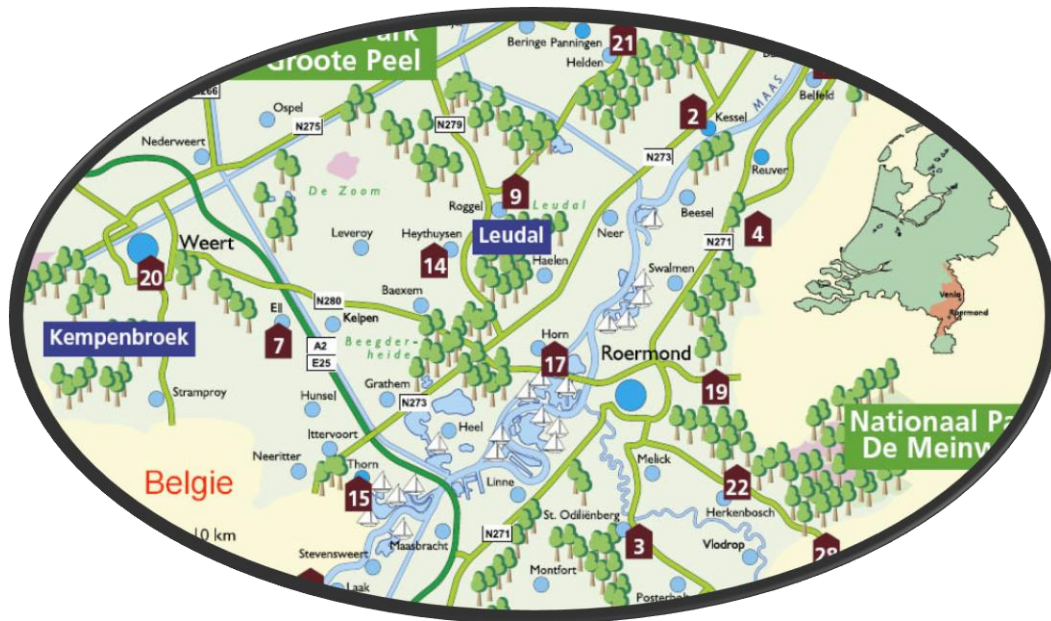 Park
Groote Peel
Beringe
Panningen
21
Helden
MAAS
Belfeld
Ospel
N275
N279
2
Kessel
Nederweert
N273
Reuver
De Zoom
9
Roggel
Leudal
Beesel
Weert
Leveroy
Heythuysen
Leudal
Neer
4
N271
20
14
Haelen
Swalmen
Venlo
Roermond
N280
Baexem
Ell
Kelpen
Kempenbroek
7
A2
E25
Beegder-
heide
Horn
17
Roermond
Stramproy
Hunsel
Grathem
N273
19
Heel
Nationaal
De Meinw
Ittervoort
Neeritter
Thorn
Melick
Belgie
15
Linne
22
Herkenbosch
10 km
St. Odiliënberg
N271
Maasbracht
3
Vlodrop
28
Stevensweert
Laak
Montfort